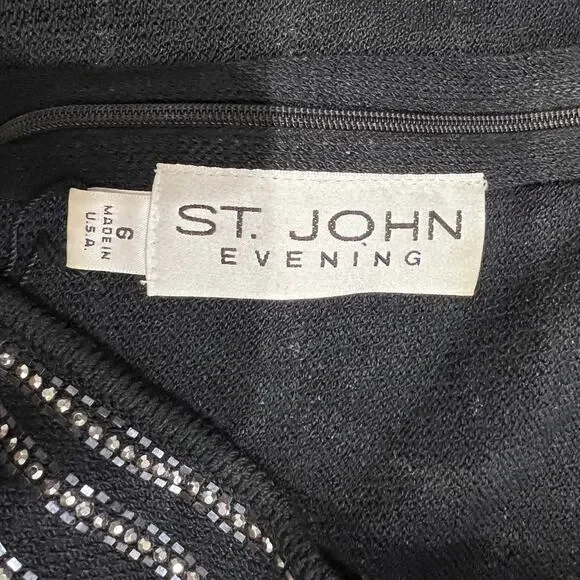 ST. JOHN
EVENING
6
MADE IN
U.S.A.